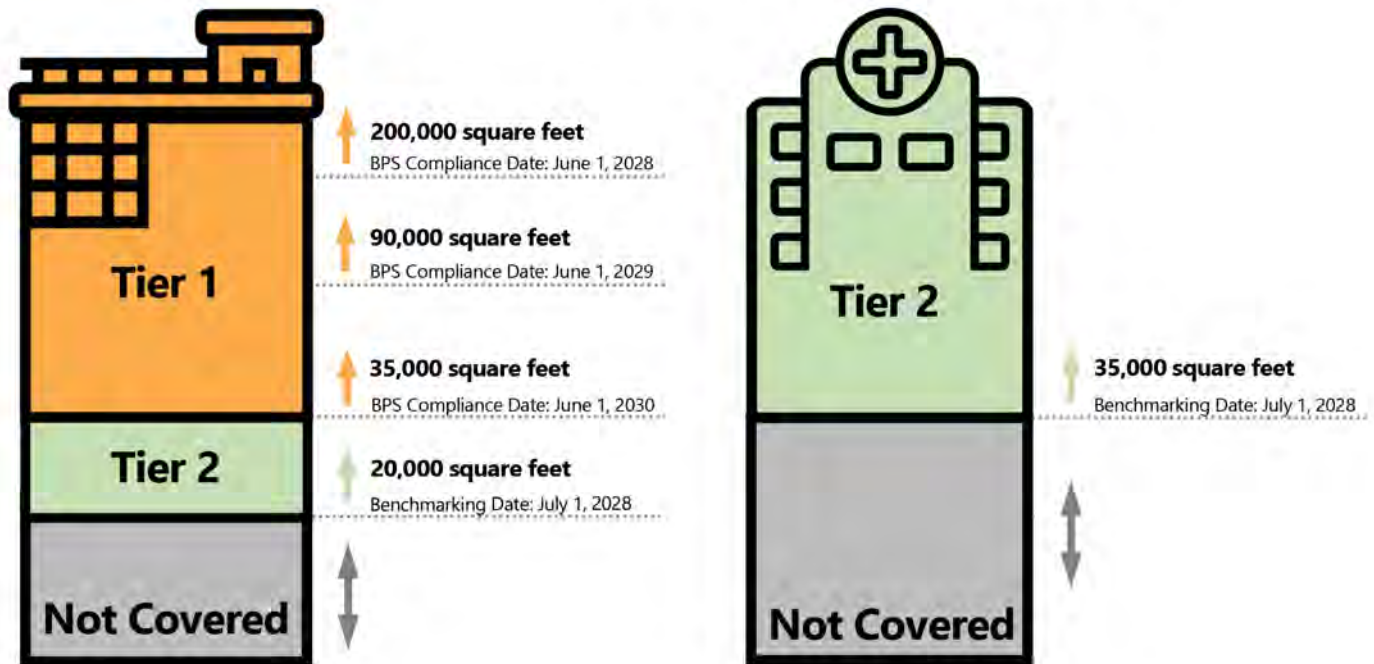 200,000 square feet
BPS Compliance Date: June 1, 2028
90,000 square feet
BPS Compliance Date: June 1, 2029
Tier 1
35,000 square feet
BPS Compliance Date: June 1, 2030
Tier 2
20,000 square feet
Benchmarking Date: July 1, 2028
Not Covered
Tier 2
35,000 square feet
Benchmarking Date: July 1, 2028
Not Covered